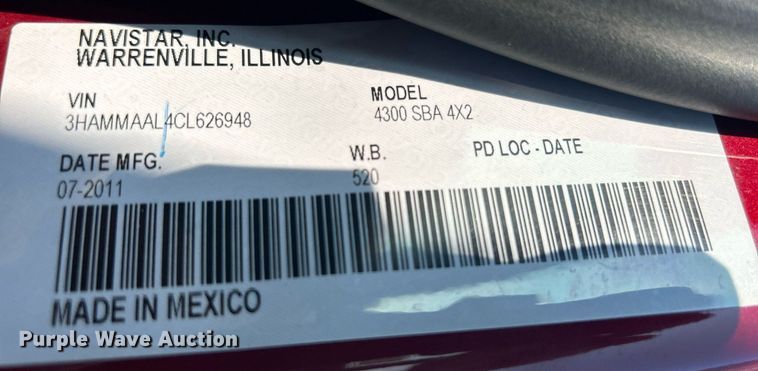 NAVISTAR, INC.
WARRENVILLE, ILLINOIS
VIN MODEL
3HAMMAAL4CL626948 4300 SBA 4X2
DATE MFG. W.B. PD LOC - DATE
07-2011 520
MADE IN MEXICO
Purple Wave Auction